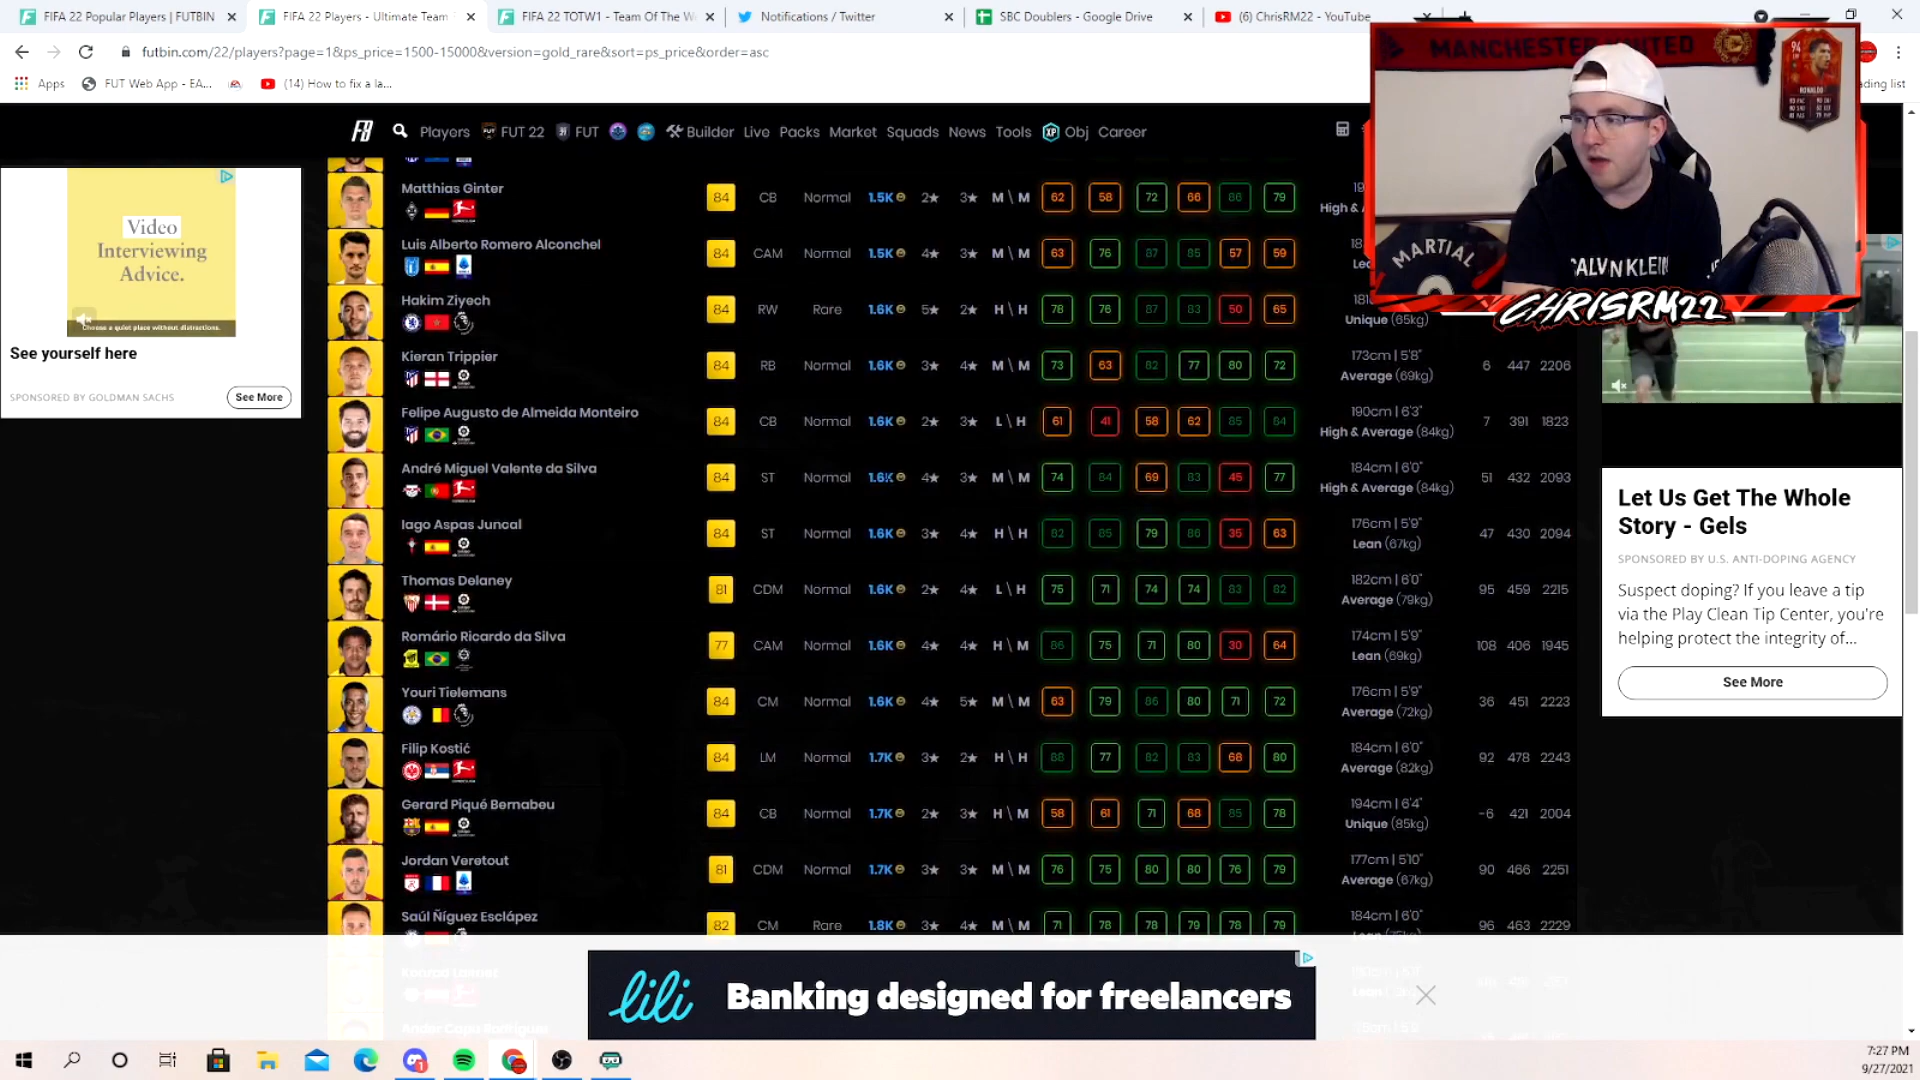 FIFA 22 Popular Players | FUTBIN
FIFA 22 Players - Ultimate Team
FIFA 22 TOTW1 - Team Of The We
Notifications / Twitter
SBC Doublers - Google Drive
(6) ChrisRM22 - YouTube
futbin.com/22/players?page=1&ps_price=1500-15000&version=gold_rare&sort=ps_price&order=asc
Apps
FUT Web App - EA...
(14) How to fix a la...
ding list
MANCHESTER UNITED
94
RONALDO
MARTIAL
CALVIN KLEIN
CHRISRM22
Players FUT 22 FUT Builder Live Packs Market Squads News Tools Obj Career
Video
Interviewing
Advice.
Choose a quiet place without distractions.
See yourself here
SPONSORED BY GOLDMAN SACHS
See More
Matthias Ginter 84 CB Normal 1.5K 2★ 3★ M \ M 62 58 72 66 86 79
High &
Luis Alberto Romero Alconchel 84 CAM Normal 1.5K 4★ 3★ M \ M 63 76 87 85 57 59
Hakim Ziyech 84 RW Rare 1.6K 5★ 2★ H \ H 78 76 87 83 50 65
Unique (65kg)
Kieran Trippier 84 RB Normal 1.6K 3★ 4★ M \ M 73 63 82 77 80 72 173cm | 5'8" 6 447 2206
Average (69kg)
Felipe Augusto de Almeida Monteiro 84 CB Normal 1.6K 2★ 3★ L \ H 61 41 58 62 85 84 190cm | 6'3" 7 391 1823
High & Average (84kg)
André Miguel Valente da Silva 84 ST Normal 1.6K 4★ 3★ M \ M 74 84 69 83 45 77 184cm | 6'0" 51 432 2093
High & Average (84kg)
Iago Aspas Juncal 84 ST Normal 1.6K 3★ 4★ H \ H 82 85 79 86 35 63 176cm | 5'9" 47 430 2094
Lean (67kg)
Thomas Delaney 81 CDM Normal 1.6K 2★ 4★ L \ H 75 71 74 74 83 82 182cm | 6'0" 95 459 2215
Average (79kg)
Romário Ricardo da Silva 77 CAM Normal 1.6K 4★ 4★ H \ M 86 75 71 80 30 64 174cm | 5'9" 108 406 1945
Lean (69kg)
Youri Tielemans 84 CM Normal 1.6K 4★ 5★ M \ M 63 79 86 80 71 72 176cm | 5'9" 36 451 2223
Average (72kg)
Filip Kostić 84 LM Normal 1.7K 3★ 2★ H \ H 88 77 82 83 68 80 184cm | 6'0" 92 478 2243
Average (82kg)
Gerard Piqué Bernabeu 84 CB Normal 1.7K 2★ 3★ H \ M 58 61 71 68 85 78 194cm | 6'4" -6 421 2004
Unique (85kg)
Jordan Veretout 81 CDM Normal 1.7K 3★ 3★ M \ M 76 75 80 80 76 79 177cm | 5'10" 90 466 2251
Average (67kg)
Saúl Ñíguez Esclápez 82 CM Rare 1.8K 3★ 4★ M \ M 71 78 78 79 78 79 184cm | 6'0" 96 463 2229
Let Us Get The Whole
Story - Gels
SPONSORED BY U.S. ANTI-DOPING AGENCY
Suspect doping? If you leave a tip
via the Play Clean Tip Center, you're
helping protect the integrity of...
See More
lili Banking designed for freelancers
7:27 PM
9/27/2021